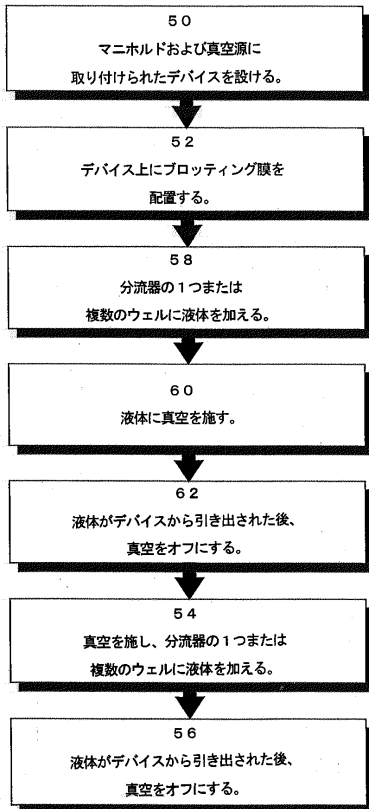 50
マニホルドおよび真空源に
取り付けられたデバイスを設ける。
52
デバイス上にブロッティング膜を
配置する。
58
分流器の1つまたは
複数のウェルに液体を加える。
60
液体に真空を施す。
62
液体がデバイスから引き出された後、
真空をオフにする。
54
真空を施し、分流器の1つまたは
複数のウェルに液体を加える。
56
液体がデバイスから引き出された後、
真空をオフにする。